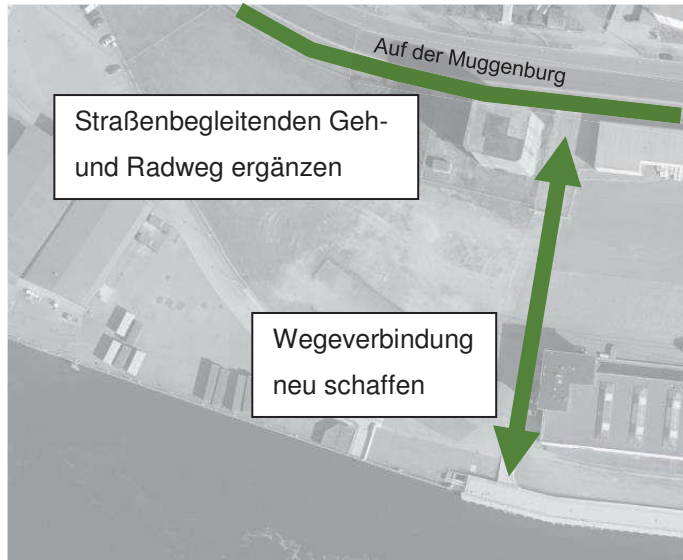 Auf der Muggenburg
Straßenbegleitenden Geh-
und Radweg ergänzen
Wegeverbindung
neu schaffen